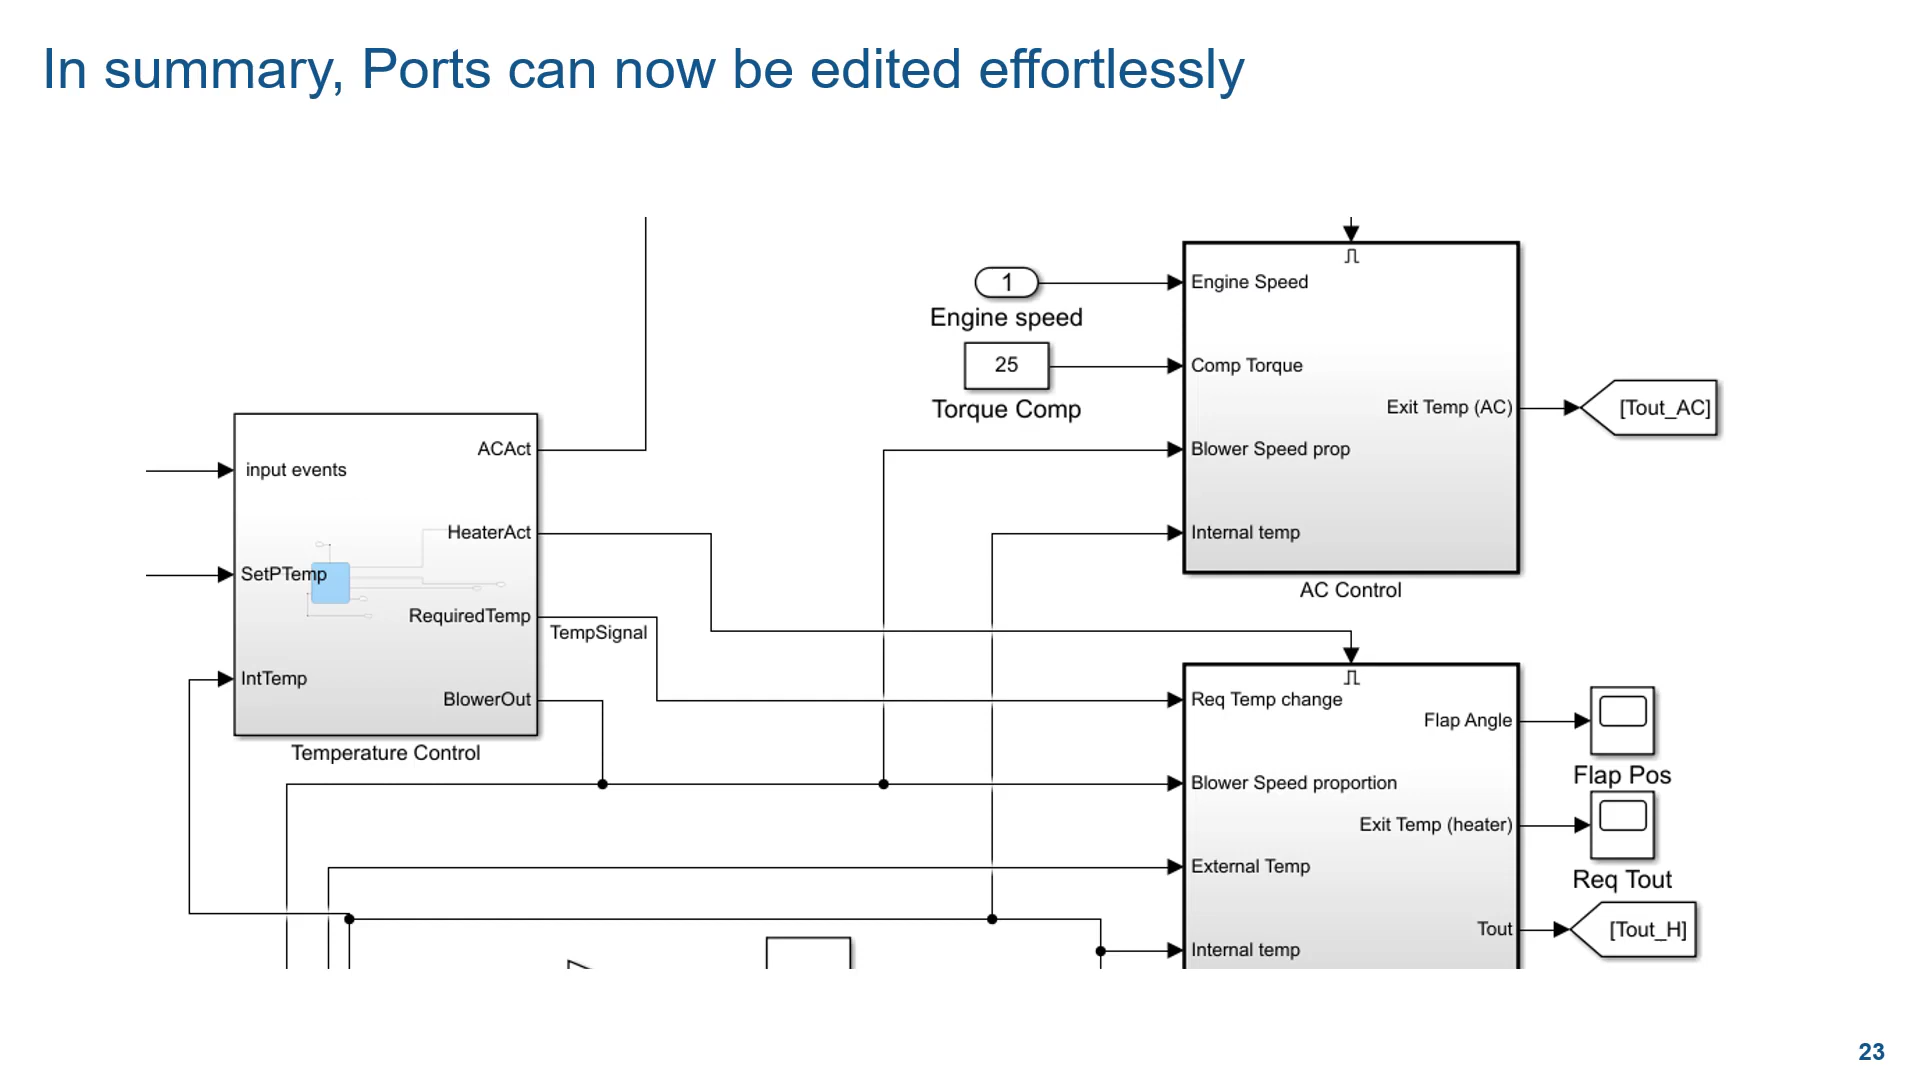 In summary, Ports can now be edited effortlessly
1
Engine speed
25
Torque Comp
Engine Speed
Comp Torque
Blower Speed prop
Internal temp
Exit Temp (AC)
AC Control
[Tout_AC]
input events
SetPTemp
IntTemp
ACAct
HeaterAct
RequiredTemp
BlowerOut
Temperature Control
TempSignal
Req Temp change
Blower Speed proportion
External Temp
Internal temp
Flap Angle
Exit Temp (heater)
Tout
Flap Pos
Req Tout
[Tout_H]
23